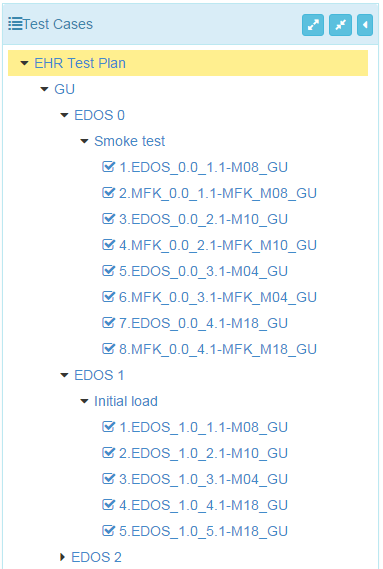 Test Cases
EHR Test Plan
GU
EDOS 0
Smoke test
1.EDOS_0.0_1.1-M08_GU
2.MFK_0.0_1.1-MFK_M08_GU
3.EDOS_0.0_2.1-M10_GU
4.MFK_0.0_2.1-MFK_M10_GU
5.EDOS_0.0_3.1-M04_GU
6.MFK_0.0_3.1-MFK_M04_GU
7.EDOS_0.0_4.1-M18_GU
8.MFK_0.0_4.1-MFK_M18_GU
EDOS 1
Initial load
1.EDOS_1.0_1.1-M08_GU
2.EDOS_1.0_2.1-M10_GU
3.EDOS_1.0_3.1-M04_GU
4.EDOS_1.0_4.1-M18_GU
5.EDOS_1.0_5.1-M18_GU
EDOS 2